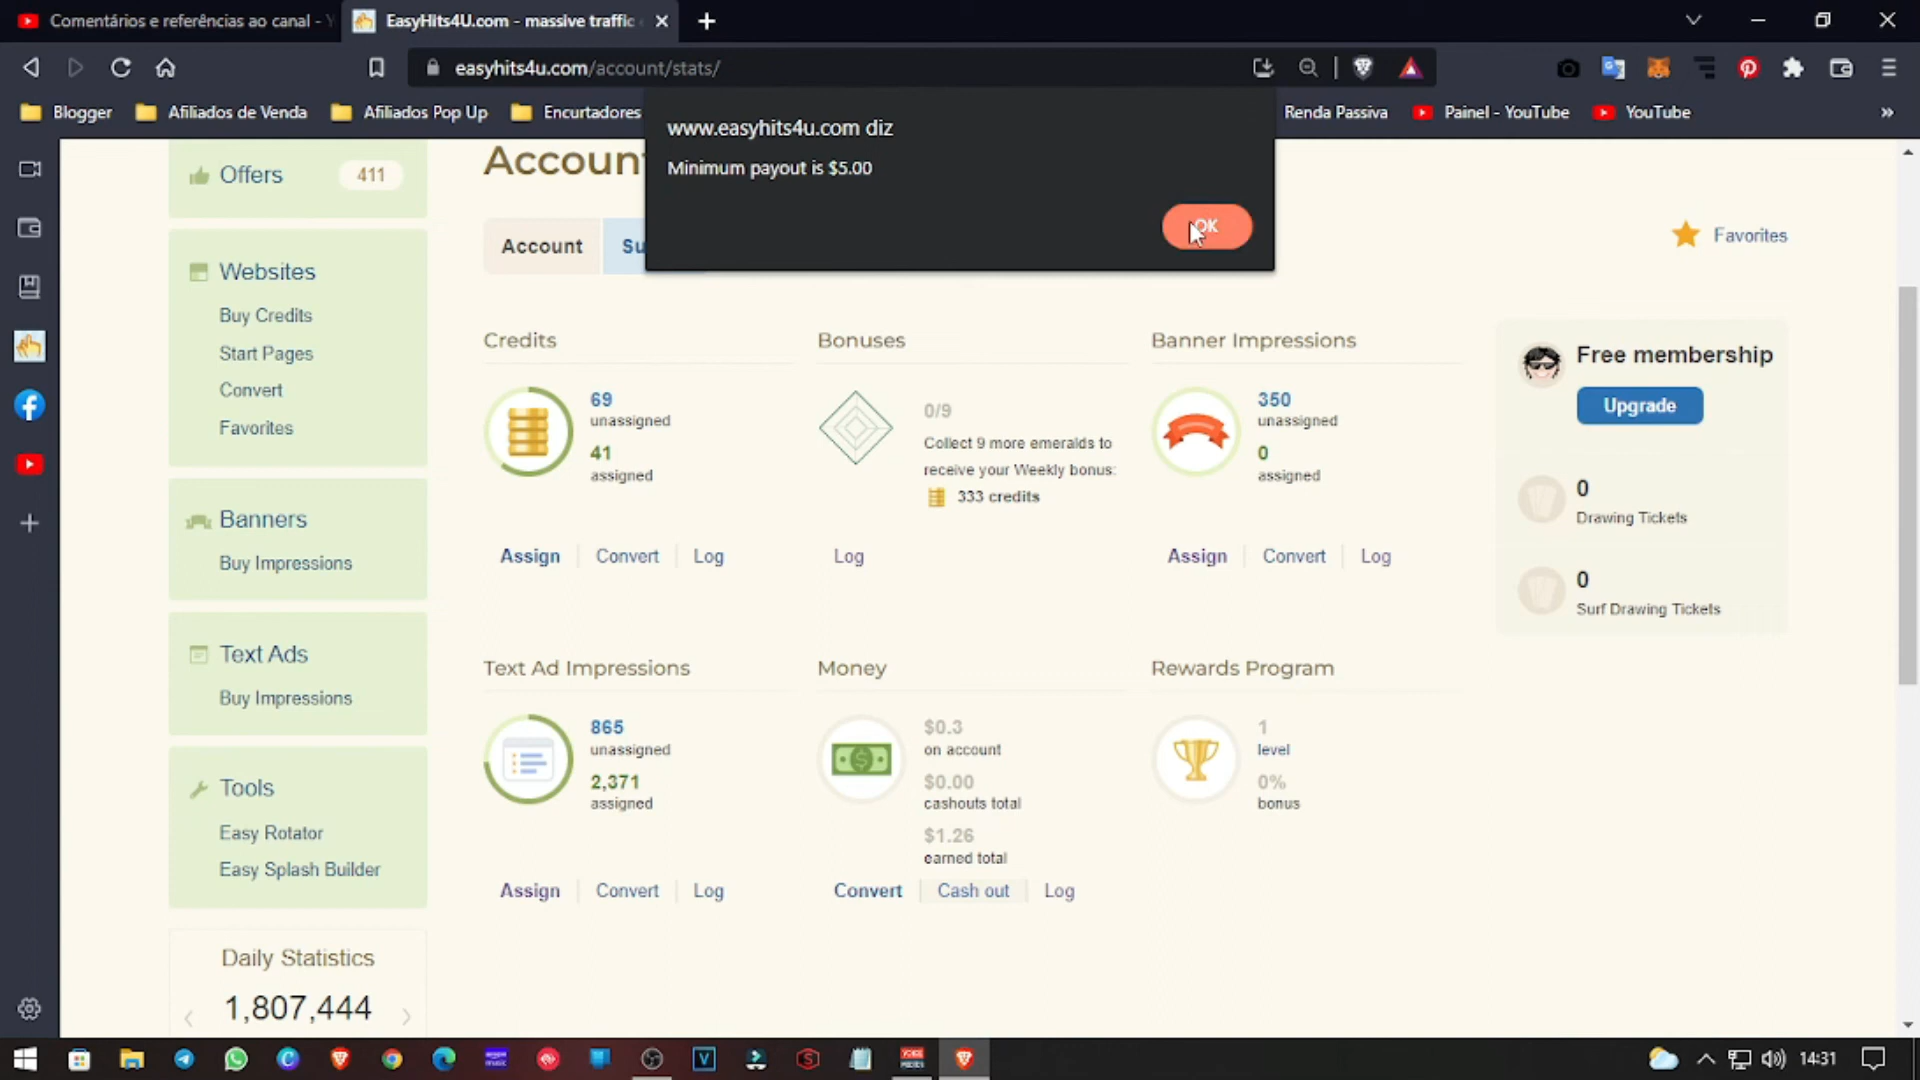 Comentários e referências ao canal - Y
EasyHits4U.com - massive traffic
easyhits4u.com/account/stats/
Blogger
Afiliados de Venda
Afiliados Pop Up
Encurtadores
Renda Passiva
Painel - YouTube
YouTube
»
www.easyhits4u.com diz
Minimum payout is $5.00
OK
Offers
411
Websites
Buy Credits
Start Pages
Convert
Favorites
Banners
Buy Impressions
Text Ads
Buy Impressions
Tools
Easy Rotator
Easy Splash Builder
Daily Statistics
1,807,444
Accoun
Account
Su
Favorites
Credits
69
unassigned
41
assigned
Assign
Convert
Log
Bonuses
0/9
Collect 9 more emeralds to
receive your Weekly bonus:
333 credits
Log
Banner Impressions
350
unassigned
0
assigned
Assign
Convert
Log
Free membership
Upgrade
0
Drawing Tickets
0
Surf Drawing Tickets
Text Ad Impressions
865
unassigned
2,371
assigned
Assign
Convert
Log
Money
$0.3
on account
$0.00
cashouts total
$1.26
earned total
Convert
Cash out
Log
Rewards Program
1
level
0%
bonus
14:31